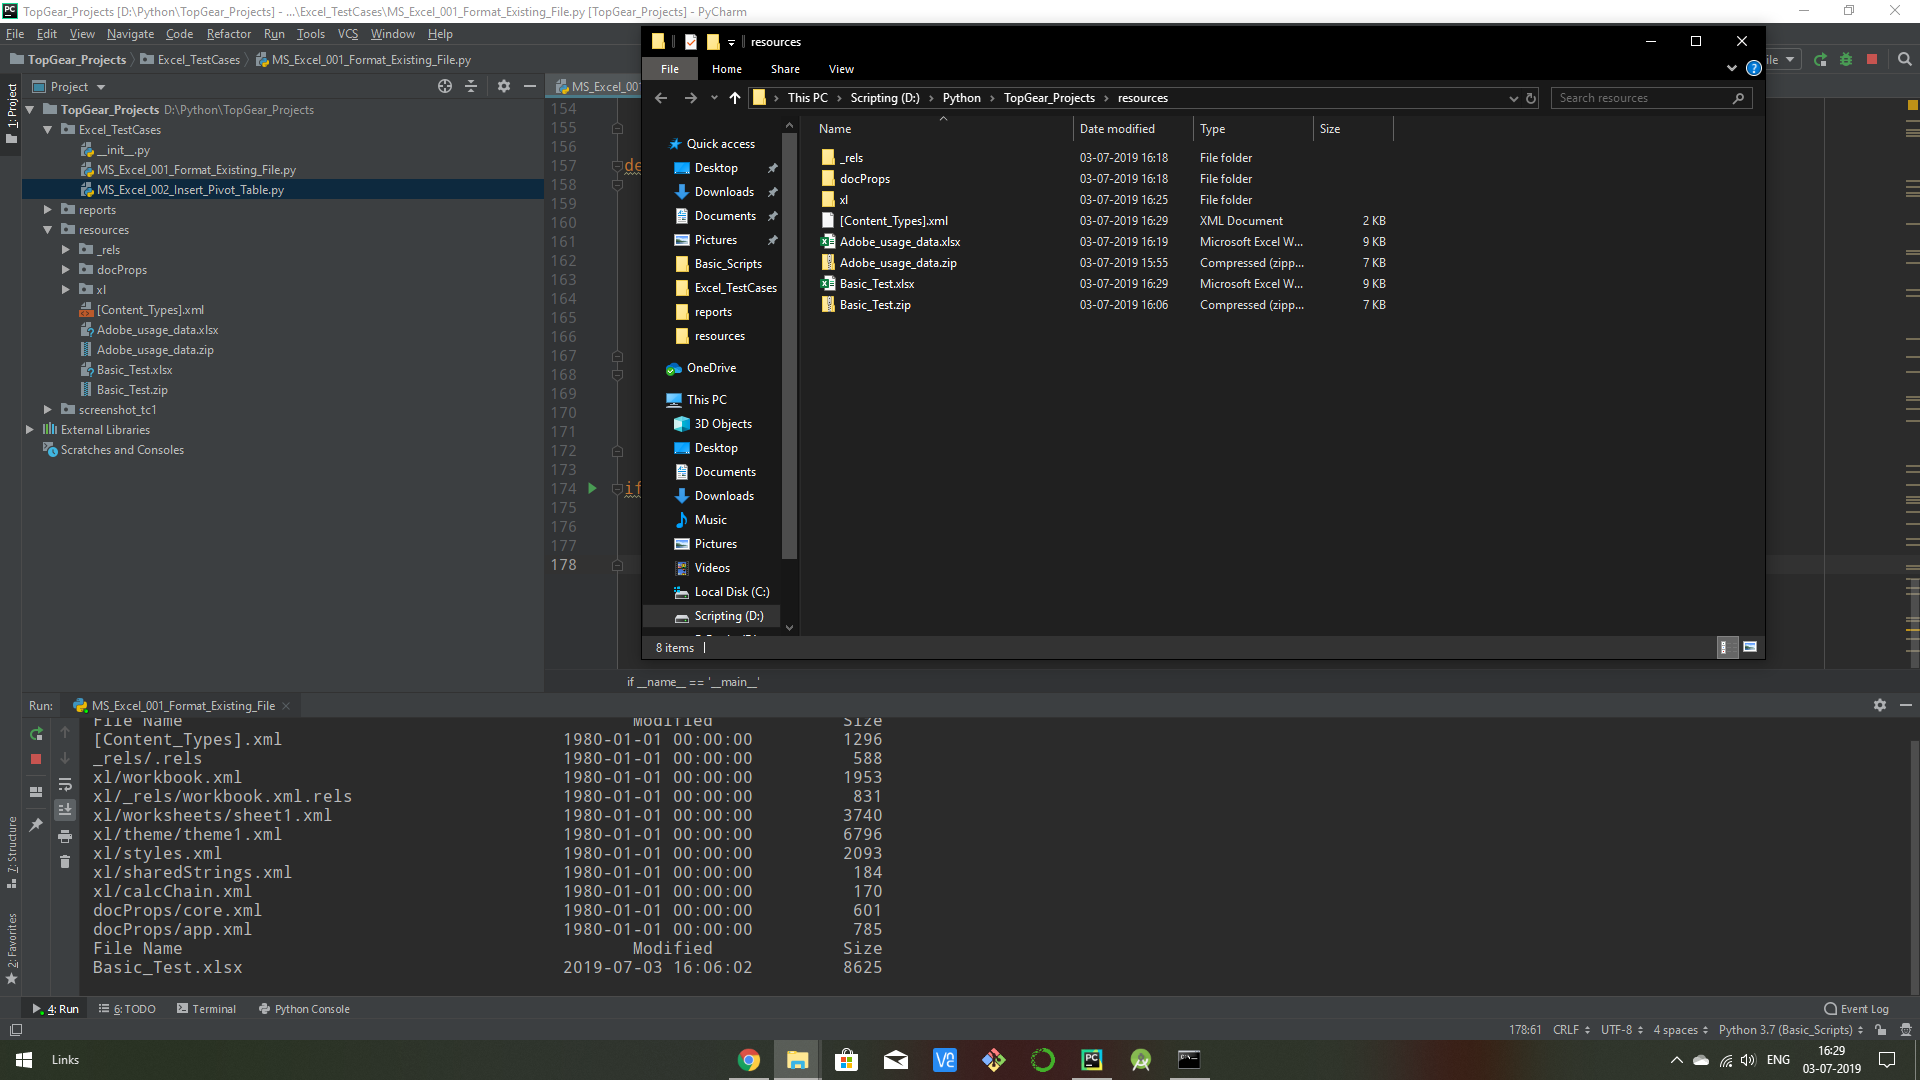 TopGear_Projects [D:\Python\TopGear_Projects] - ...\Excel_TestCases\MS_Excel_001_Format_Existing_File.py [TopGear_Projects] - PyCharm
File Edit View Navigate Code Refactor Run Tools VCS Window Help
TopGear_Projects Excel_TestCases MS_Excel_001_Format_Existing_File.py
Project
1: Project
TopGear_Projects D:\Python\TopGear_Projects
Excel_TestCases
__init__.py
MS_Excel_001_Format_Existing_File.py
MS_Excel_002_Insert_Pivot_Table.py
reports
resources
_rels
docProps
xl
[Content_Types].xml
Adobe_usage_data.xlsx
Adobe_usage_data.zip
Basic_Test.xlsx
Basic_Test.zip
screenshot_tc1
External Libraries
Scratches and Consoles
MS_Excel_001
154
155
156
157 de
158
159
160
161
162
163
164
165
166
167
168
169
170
171
172
173
174 if
175
176
177
178
if __name__ == '__main__'
resources
File Home Share View
This PC Scripting (D:) Python TopGear_Projects resources
Search resources
Quick access
Desktop
Downloads
Documents
Pictures
Basic_Scripts
Excel_TestCases
reports
resources
OneDrive
This PC
3D Objects
Desktop
Documents
Downloads
Music
Pictures
Videos
Local Disk (C:)
Scripting (D:)
Name Date modified Type Size
_rels 03-07-2019 16:18 File folder
docProps 03-07-2019 16:18 File folder
xl 03-07-2019 16:25 File folder
[Content_Types].xml 03-07-2019 16:29 XML Document 2 KB
Adobe_usage_data.xlsx 03-07-2019 16:19 Microsoft Excel W... 9 KB
Adobe_usage_data.zip 03-07-2019 15:55 Compressed (zipp... 7 KB
Basic_Test.xlsx 03-07-2019 16:29 Microsoft Excel W... 9 KB
Basic_Test.zip 03-07-2019 16:06 Compressed (zipp... 7 KB
8 items
Run: MS_Excel_001_Format_Existing_File
File Name Modified Size
[Content_Types].xml 1980-01-01 00:00:00 1296
_rels/.rels 1980-01-01 00:00:00 588
xl/workbook.xml 1980-01-01 00:00:00 1953
xl/_rels/workbook.xml.rels 1980-01-01 00:00:00 831
xl/worksheets/sheet1.xml 1980-01-01 00:00:00 3740
xl/theme/theme1.xml 1980-01-01 00:00:00 6796
xl/styles.xml 1980-01-01 00:00:00 2093
xl/sharedStrings.xml 1980-01-01 00:00:00 184
xl/calcChain.xml 1980-01-01 00:00:00 170
docProps/core.xml 1980-01-01 00:00:00 601
docProps/app.xml 1980-01-01 00:00:00 785
File Name Modified Size
Basic_Test.xlsx 2019-07-03 16:06:02 8625
7: Structure
2: Favorites
4: Run 6: TODO Terminal Python Console
Event Log
178:61 CRLF UTF-8 4 spaces Python 3.7 (Basic_Scripts)
Links
ENG
16:29
03-07-2019